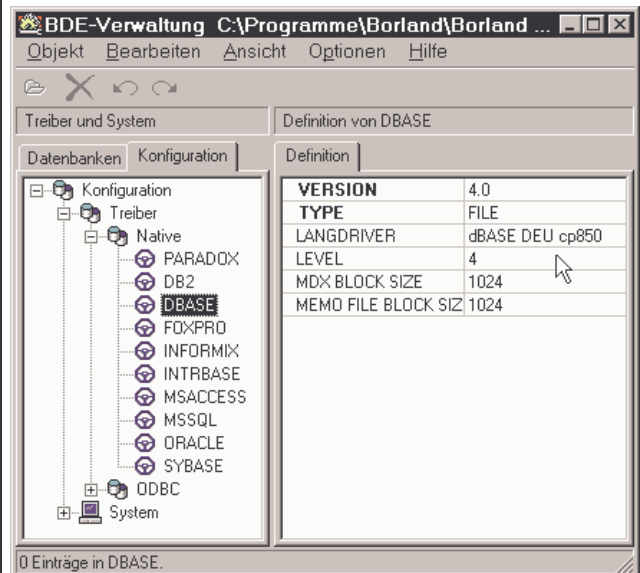 BDE-Verwaltung C:\Programme\Borland\Borland ...
Objekt Bearbeiten Ansicht Optionen Hilfe
Treiber und System
Definition von DBASE
Datenbanken Konfiguration
Definition
Konfiguration
Treiber
Native
PARADOX
DB2
DBASE
FOXPRO
INFORMIX
INTRBASE
MSACCESS
MSSQL
ORACLE
SYBASE
ODBC
System
VERSION 4.0
TYPE FILE
LANGDRIVER dBASE DEU cp850
LEVEL 4
MDX BLOCK SIZE 1024
MEMO FILE BLOCK SIZ 1024
0 Einträge in DBASE.